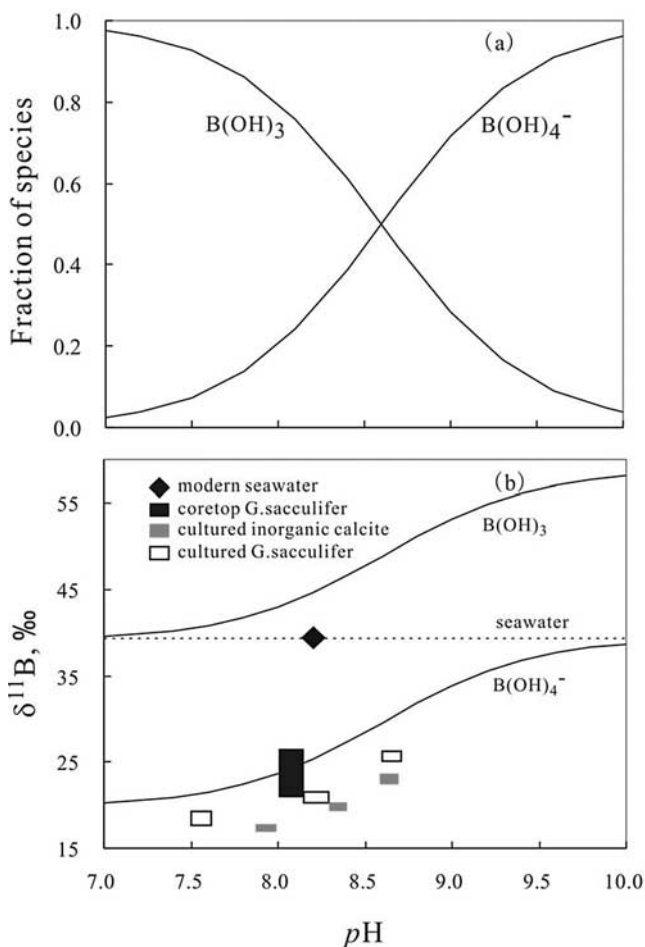 (a)
1.0
0.8
0.6
0.4
0.2
0.0
Fraction of species
B(OH)₃
B(OH)₄⁻
(b)
modern seawater
coretop G.sacculifer
cultured inorganic calcite
cultured G.sacculifer
B(OH)₃
seawater
B(OH)₄⁻
55
45
35
25
15
δ¹¹B, ‰
7.0 7.5 8.0 8.5 9.0 9.5 10.0
pH